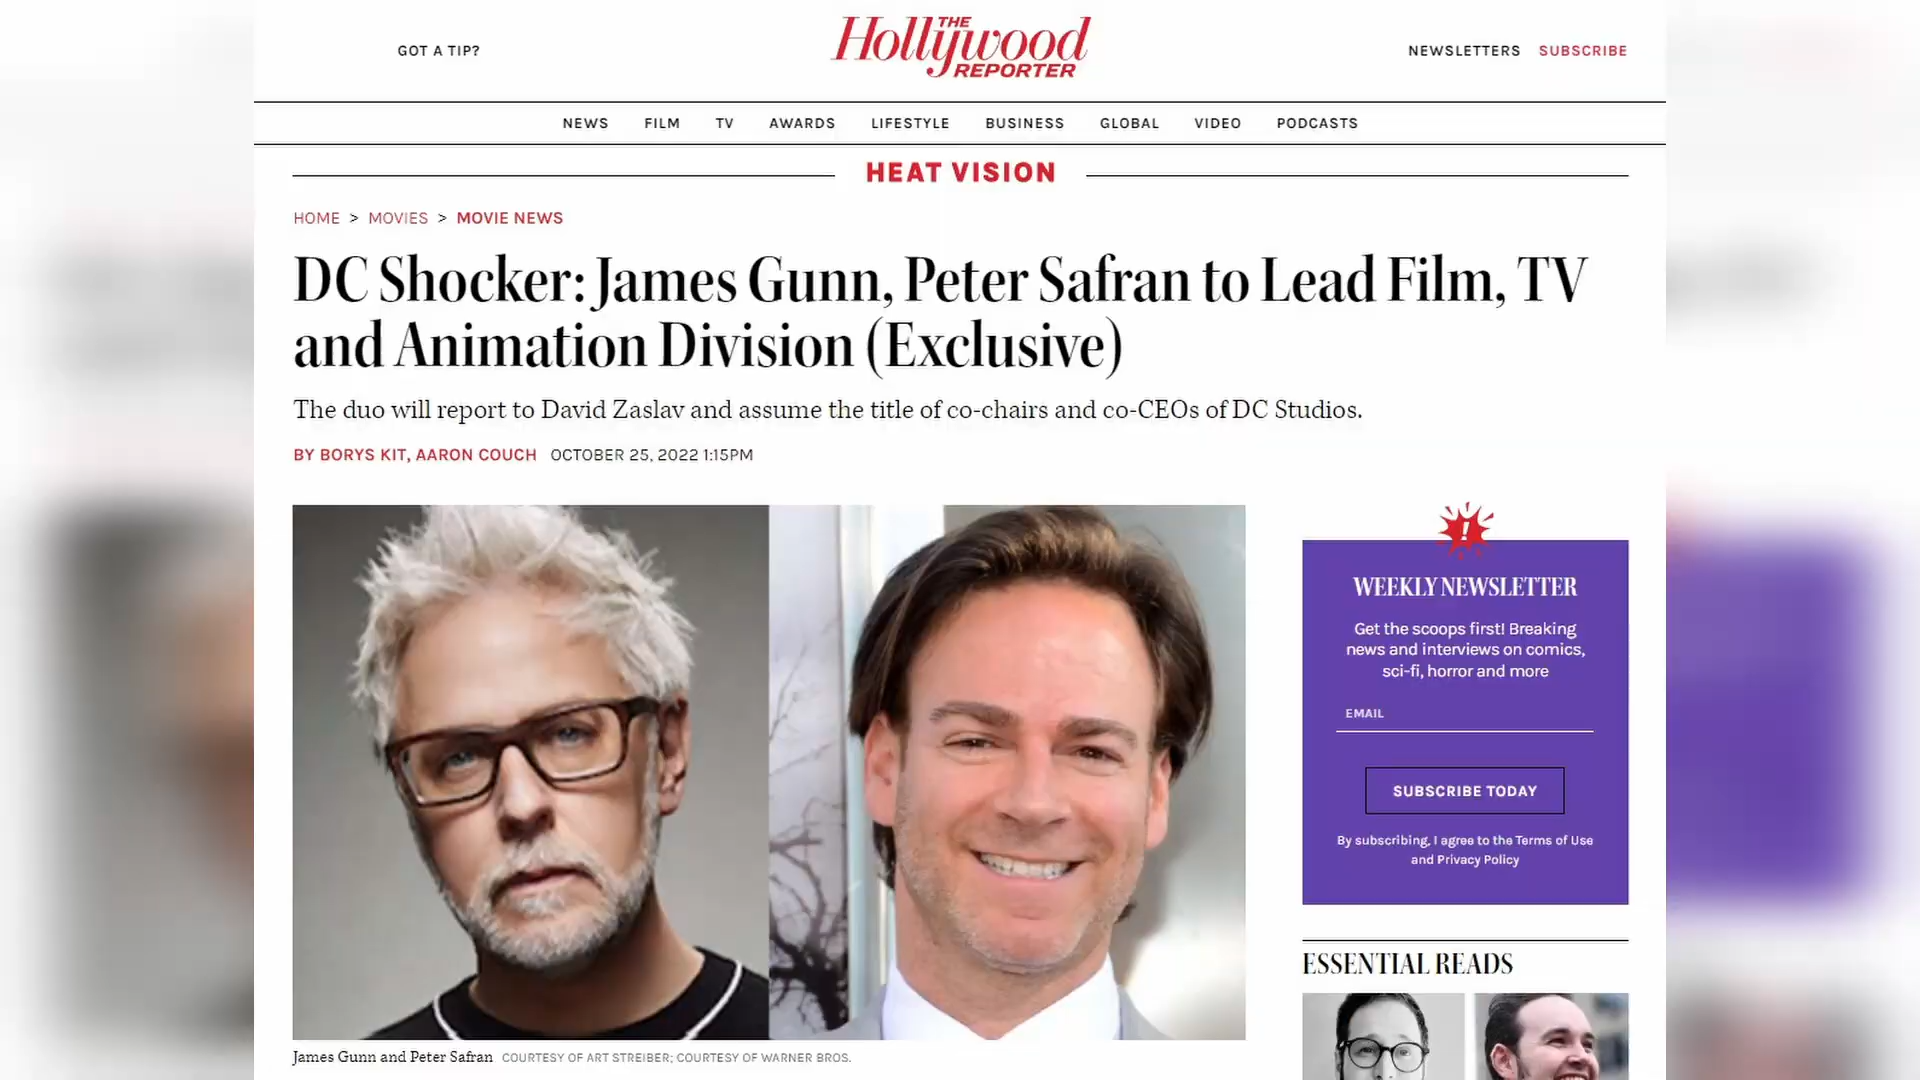 GOT A TIP?
THE
Hollywood
REPORTER
NEWSLETTERS SUBSCRIBE
NEWS FILM TV AWARDS LIFESTYLE BUSINESS GLOBAL VIDEO PODCASTS
HEAT VISION
HOME > MOVIES > MOVIE NEWS
DC Shocker: James Gunn, Peter Safran to Lead Film, TV
and Animation Division (Exclusive)
The duo will report to David Zaslav and assume the title of co-chairs and co-CEOs of DC Studios.
BY BORYS KIT, AARON COUCH OCTOBER 25, 2022 1:15PM
James Gunn and Peter Safran COURTESY OF ART STREIBER; COURTESY OF WARNER BROS.
!
WEEKLY NEWSLETTER
Get the scoops first! Breaking
news and interviews on comics,
sci-fi, horror and more
EMAIL
SUBSCRIBE TODAY
By subscribing, I agree to the Terms of Use
and Privacy Policy
ESSENTIAL READS